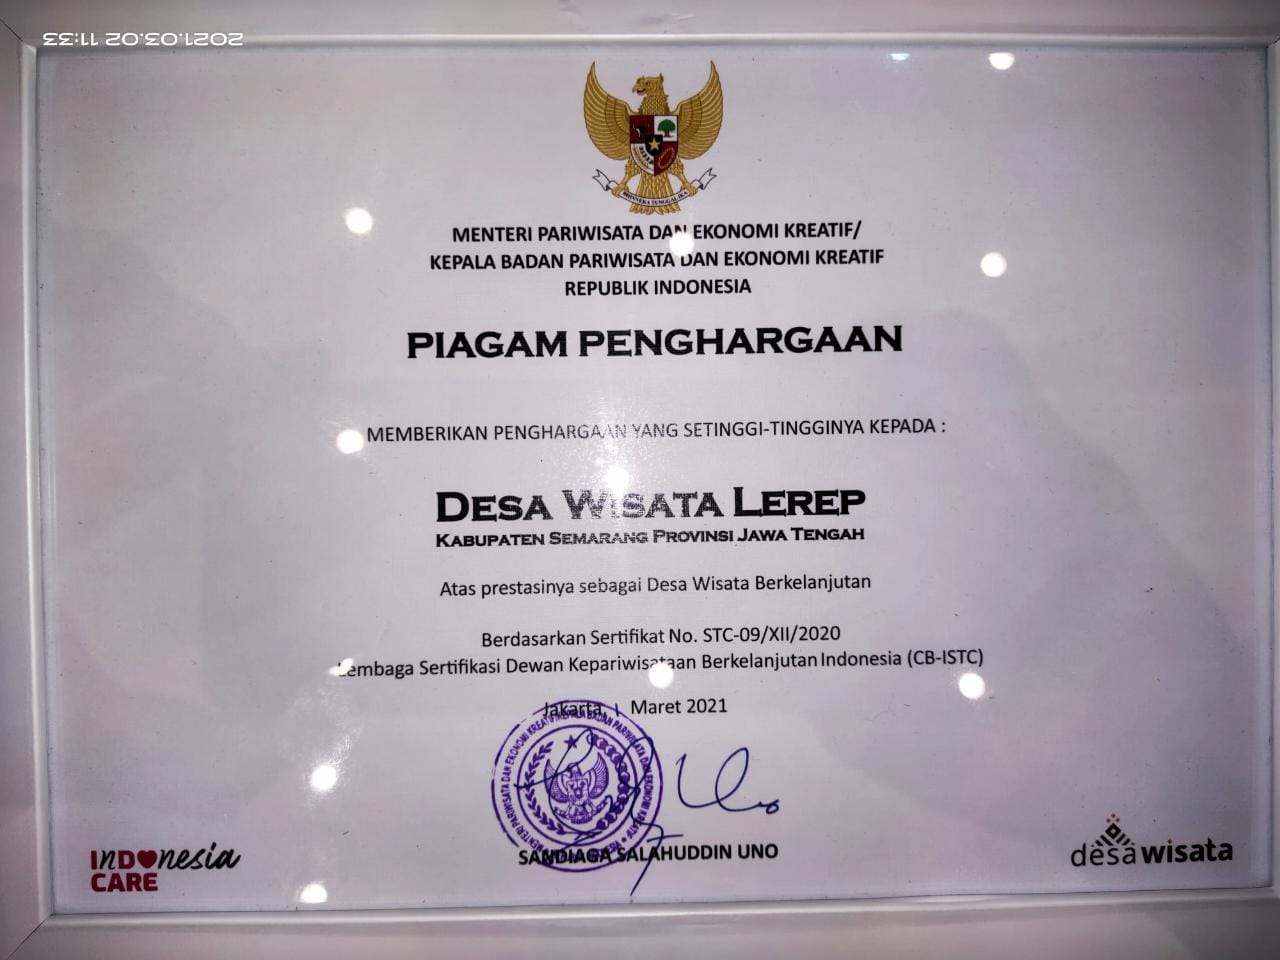 2021.03.02 11:33
BHINNEKA TUNGGAL IKA
MENTERI PARIWISATA DAN EKONOMI KREATIF/
KEPALA BADAN PARIWISATA DAN EKONOMI KREATIF
REPUBLIK INDONESIA
PIAGAM PENGHARGAAN
MEMBERIKAN PENGHARGAAN YANG SETINGGI-TINGGINYA KEPADA :
DESA WISATA LEREP
KABUPATEN SEMARANG PROVINSI JAWA TENGAH
Atas prestasinya sebagai Desa Wisata Berkelanjutan
Berdasarkan Sertifikat No. STC-09/XII/2020
Lembaga Sertifikasi Dewan Kepariwisataan Berkelanjutan Indonesia (CB-ISTC)
Jakarta, Maret 2021
MENTERI PARIWISATA DAN EKONOMI KREATIF/KEPALA BADAN PARIWISATA DAN EKONOMI KREATIF
SANDIAGA SALAHUDDIN UNO
INDONESIA
CARE
desa wisata